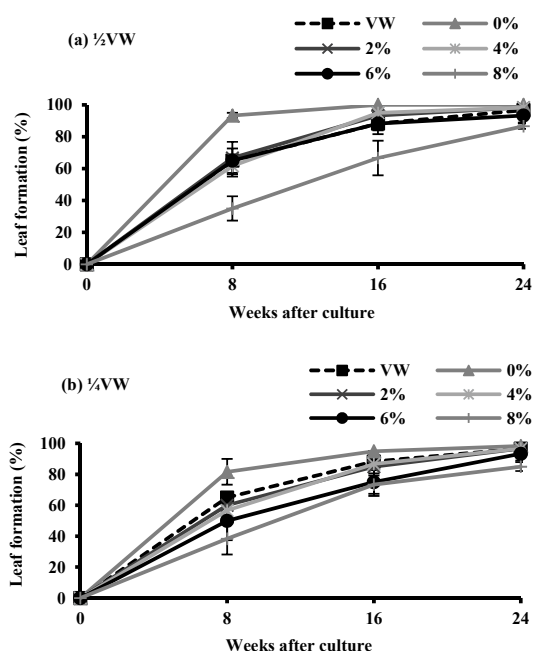 (a) ½VW
VW 0%
2% 4%
6% 8%
Leaf formation (%)
100
80
60
40
20
0
0 8 16 24
Weeks after culture
(b) ¼VW
VW 0%
2% 4%
6% 8%
Leaf formation (%)
100
80
60
40
20
0
0 8 16 24
Weeks after culture